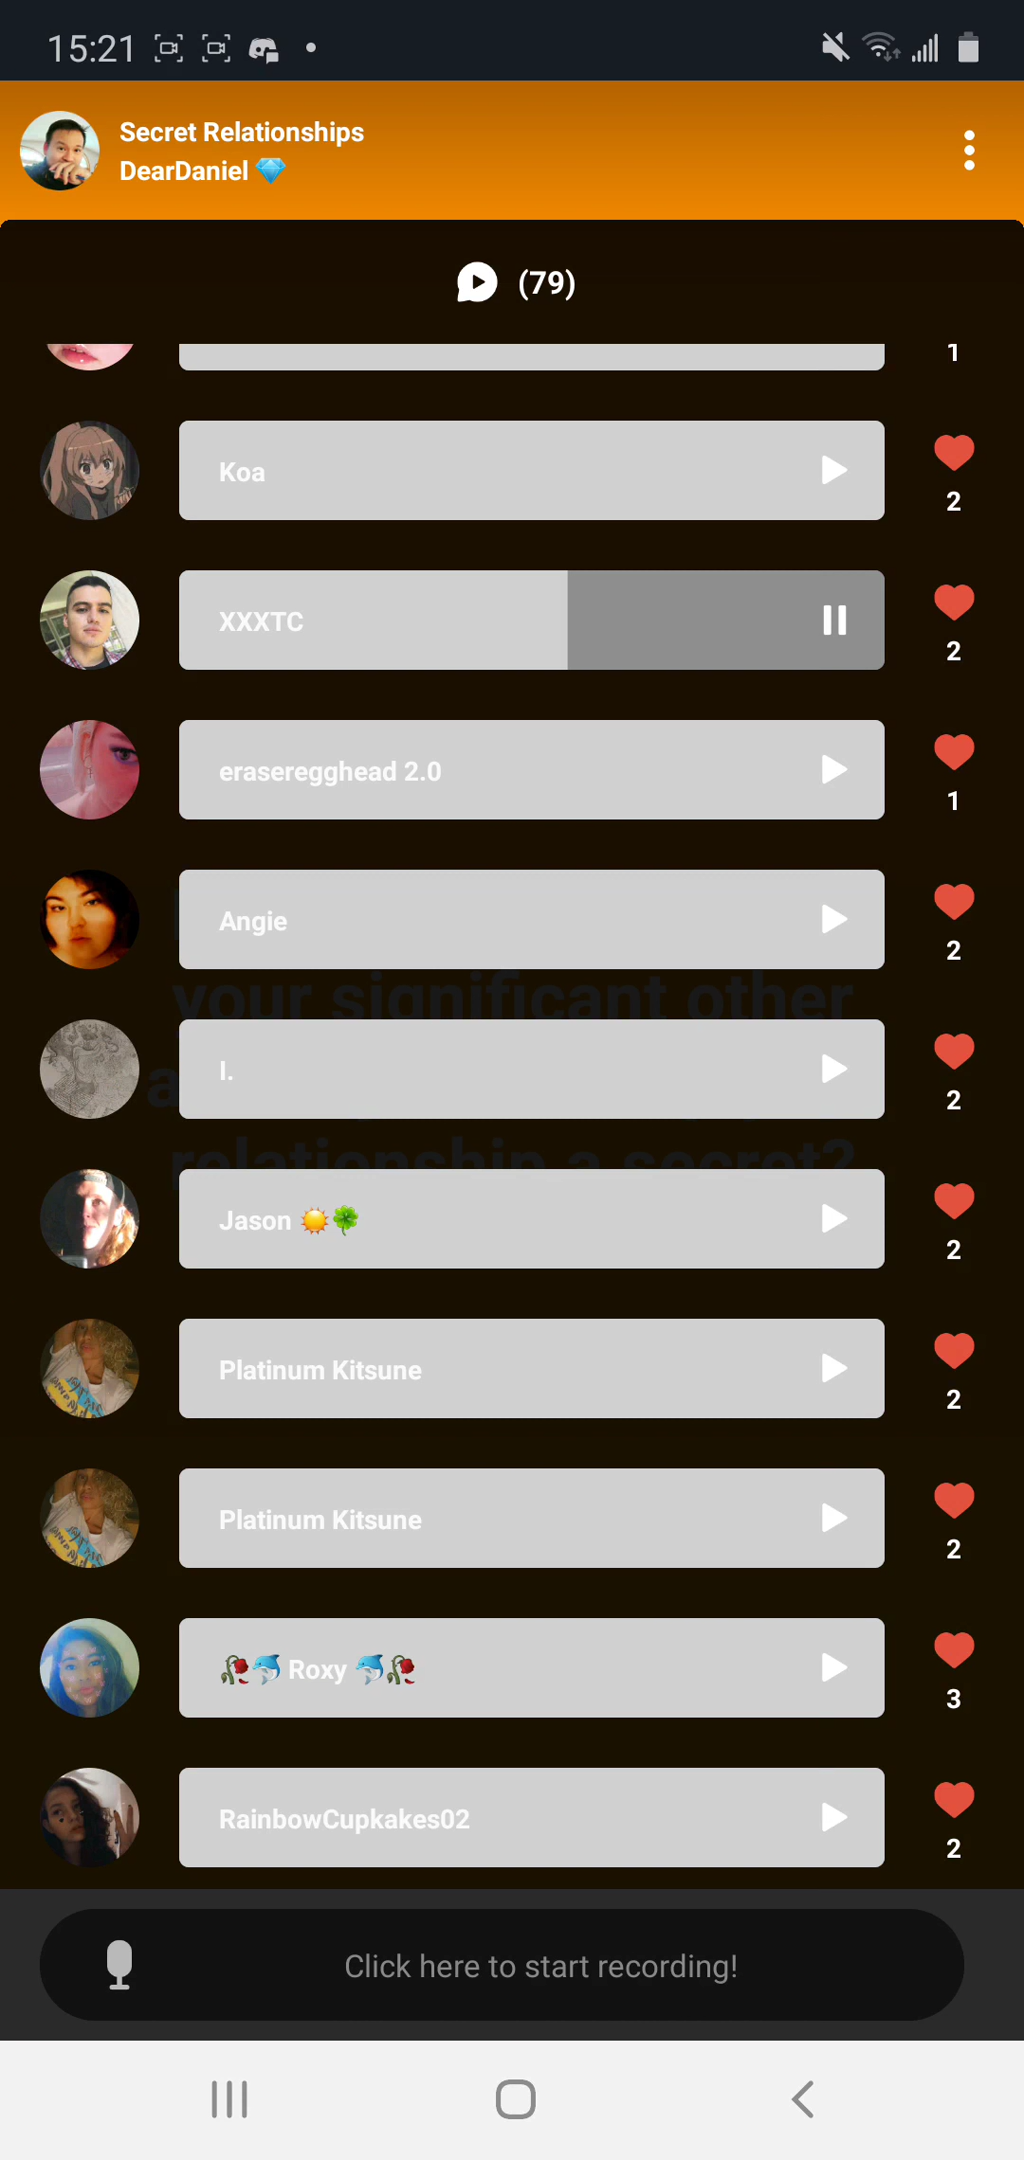 15:21
Secret Relationships
DearDaniel 💎
(79)
1
Koa
2
XXXTC
2
eraseregghead 2.0
1
Angie
2
your significant other
I.
2
relationship a secret?
Jason ☀️🍀
2
Platinum Kitsune
2
Platinum Kitsune
2
🥀🐬 Roxy 🐬🥀
3
RainbowCupkakes02
2
Click here to start recording!